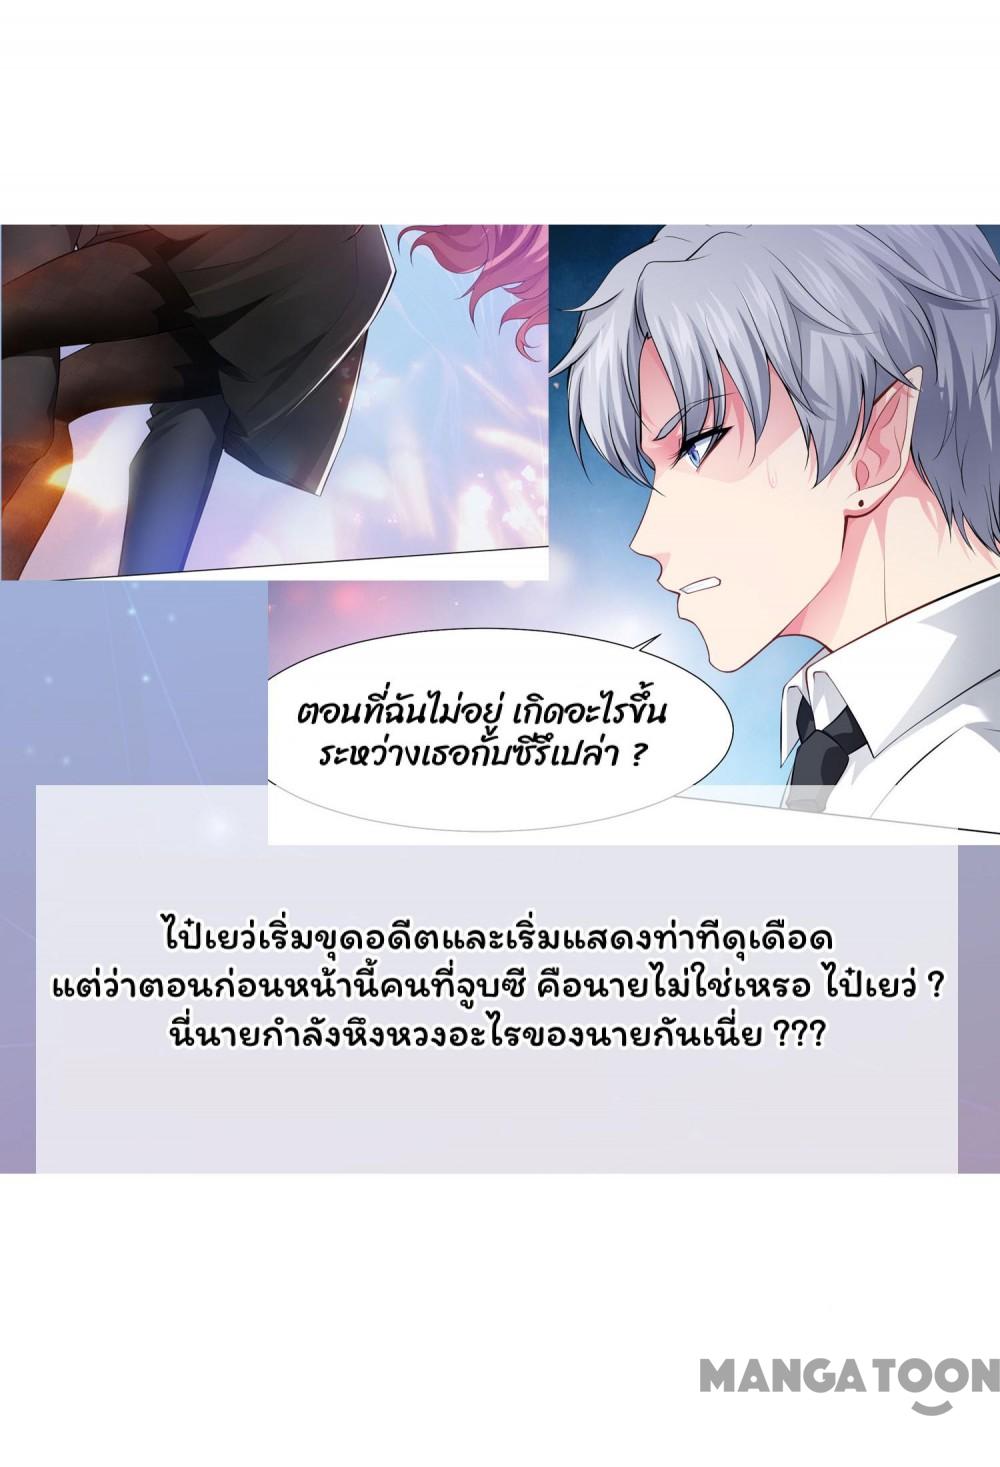 ตอนที่ฉันไม่อยู่ เกิดอะไรขึ้น
ระหว่างเธอกับซีรึเปล่า ?
ไป๋เยว่เริ่มขุดอดีตและเริ่มแสดงท่าทีดุเดือด
แต่ว่าตอนก่อนหน้านี้คนที่จูบซี คือนายไม่ใช่เหรอ ไป๋เยว่ ?
นี่นายกำลังหึงหวงอะไรของนายกันเนี่ย ???
MANGATOON